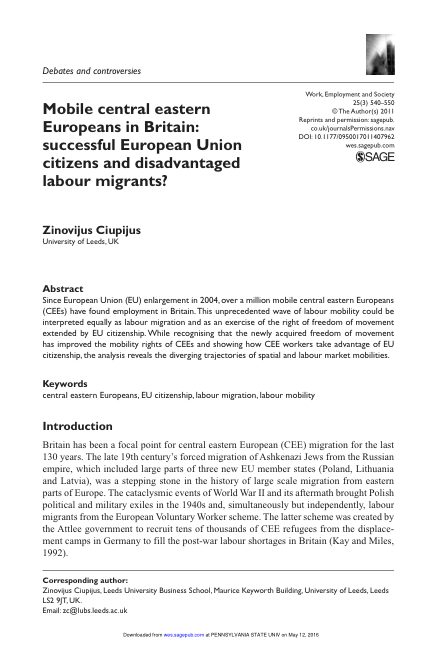 Debates and controversies
Work, Employment and Society
25(3) 540–550
© The Author(s) 2011
Reprints and permission: sagepub.
co.uk/journalsPermissions.nav
DOI: 10.1177/0950017011407962
wes.sagepub.com
SAGE
Mobile central eastern
Europeans in Britain:
successful European Union
citizens and disadvantaged
labour migrants?
Zinovijus Ciupijus
University of Leeds, UK
Abstract
Since European Union (EU) enlargement in 2004, over a million mobile central eastern Europeans
(CEEs) have found employment in Britain. This unprecedented wave of labour mobility could be
interpreted equally as labour migration and as an exercise of the right of freedom of movement
extended by EU citizenship. While recognising that the newly acquired freedom of movement
has improved the mobility rights of CEEs and showing how CEE workers take advantage of EU
citizenship, the analysis reveals the diverging trajectories of spatial and labour market mobilities.
Keywords
central eastern Europeans, EU citizenship, labour migration, labour mobility
Introduction
Britain has been a focal point for central eastern European (CEE) migration for the last
130 years. The late 19th century's forced migration of Ashkenazi Jews from the Russian
empire, which included large parts of three new EU member states (Poland, Lithuania
and Latvia), was a stepping stone in the history of large scale migration from eastern
parts of Europe. The cataclysmic events of World War II and its aftermath brought Polish
political and military exiles in the 1940s and, simultaneously but independently, labour
migrants from the European Voluntary Worker scheme. The latter scheme was created by
the Attlee government to recruit tens of thousands of CEE refugees from the displace-
ment camps in Germany to fill the post-war labour shortages in Britain (Kay and Miles,
1992).
Corresponding author:
Zinovijus Ciupijus, Leeds University Business School, Maurice Keyworth Building, University of Leeds, Leeds
LS2 9JT, UK.
Email: zc@lubs.leeds.ac.uk
Downloaded from wes.sagepub.com at PENNSYLVANIA STATE UNIV on May 12, 2016